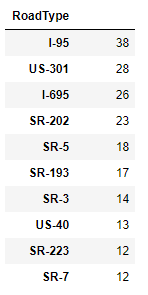 RoadType
I-95 38
US-301 28
I-695 26
SR-202 23
SR-5 18
SR-193 17
SR-3 14
US-40 13
SR-223 12
SR-7 12